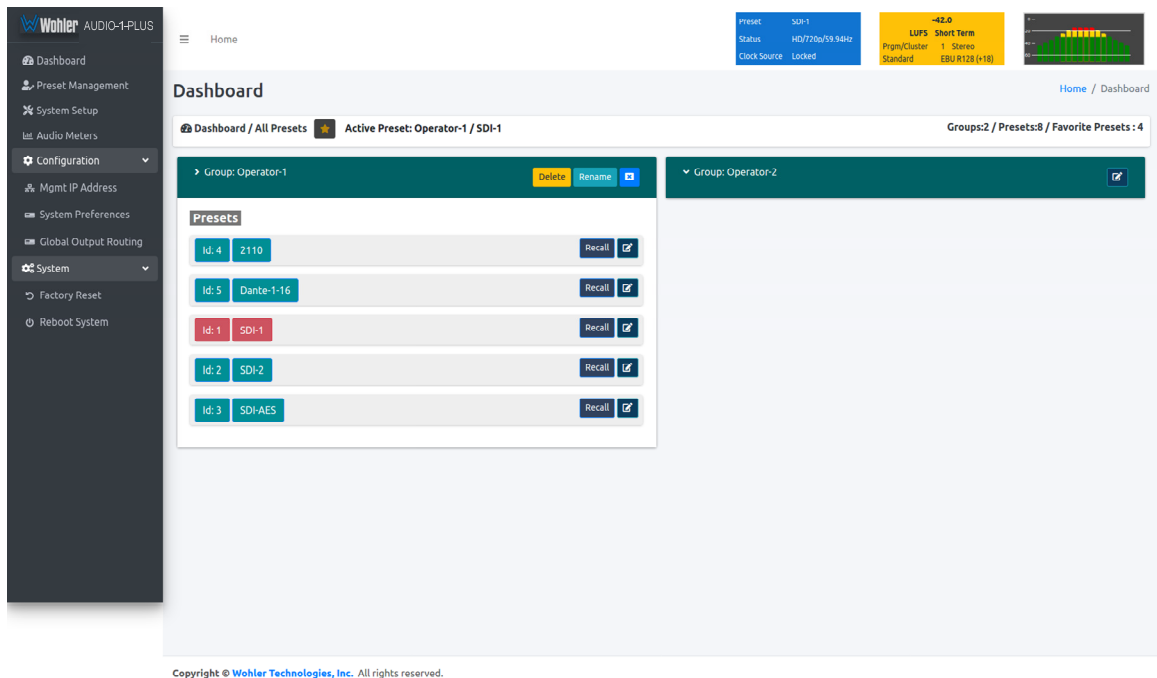 Wohler AUDIO-1-PLUS
Dashboard
Preset Management
System Setup
Audio Meters
Configuration
Mgmt IP Address
System Preferences
Global Output Routing
System
Factory Reset
Reboot System
Home
Preset SDI-1
Status HD/720p/59.94Hz
Clock Source Locked
-42.0
LUFS Short Term
Prgm/Cluster 1 Stereo
Standard EBU R128 (+18)
Dashboard
Home / Dashboard
Dashboard / All Presets
Active Preset: Operator-1 / SDI-1
Groups:2 / Presets:8 / Favorite Presets : 4
Group: Operator-1
Delete Rename
Group: Operator-2
Presets
Id: 4 2110 Recall
Id: 5 Dante-1-16 Recall
Id: 1 SDI-1 Recall
Id: 2 SDI-2 Recall
Id: 3 SDI-AES Recall
Copyright © Wohler Technologies, Inc. All rights reserved.